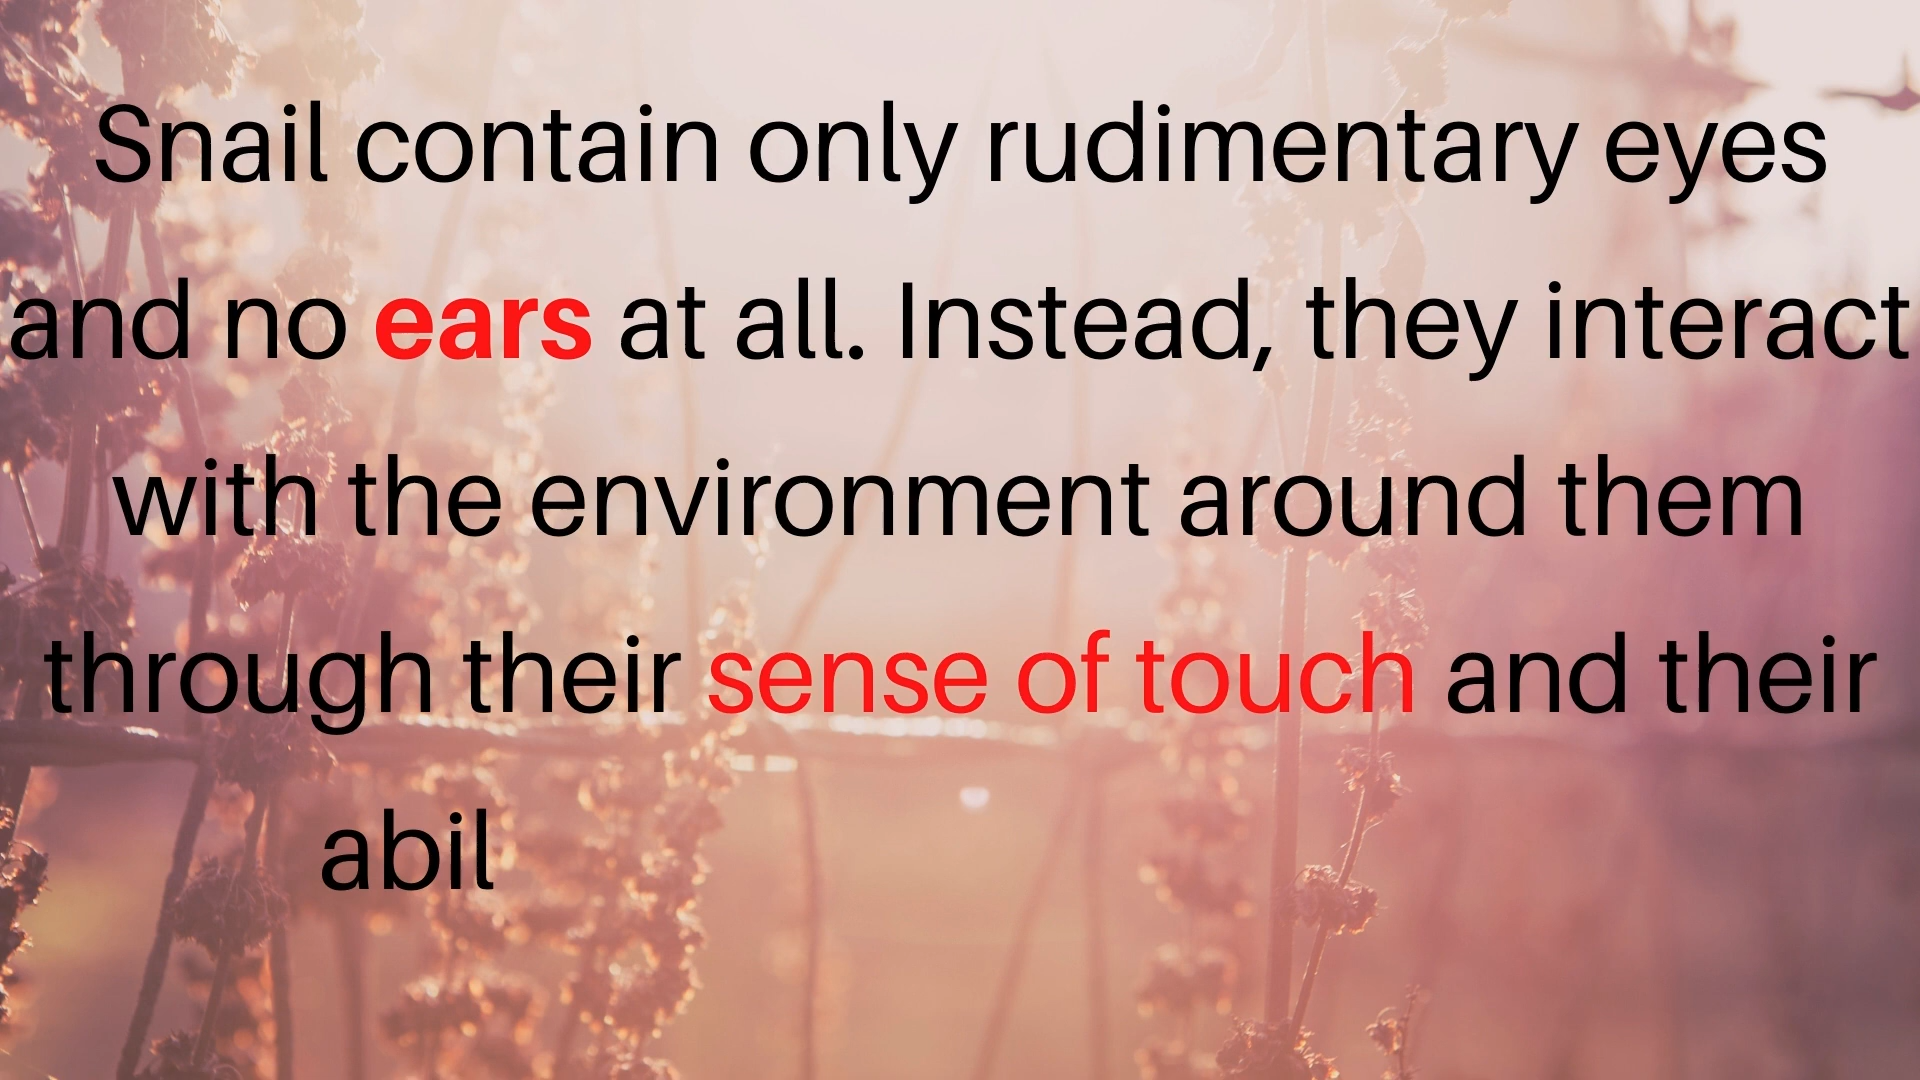 Snail contain only rudimentary eyes
and no ears at all. Instead, they interact
with the environment around them
through their sense of touch and their
abil